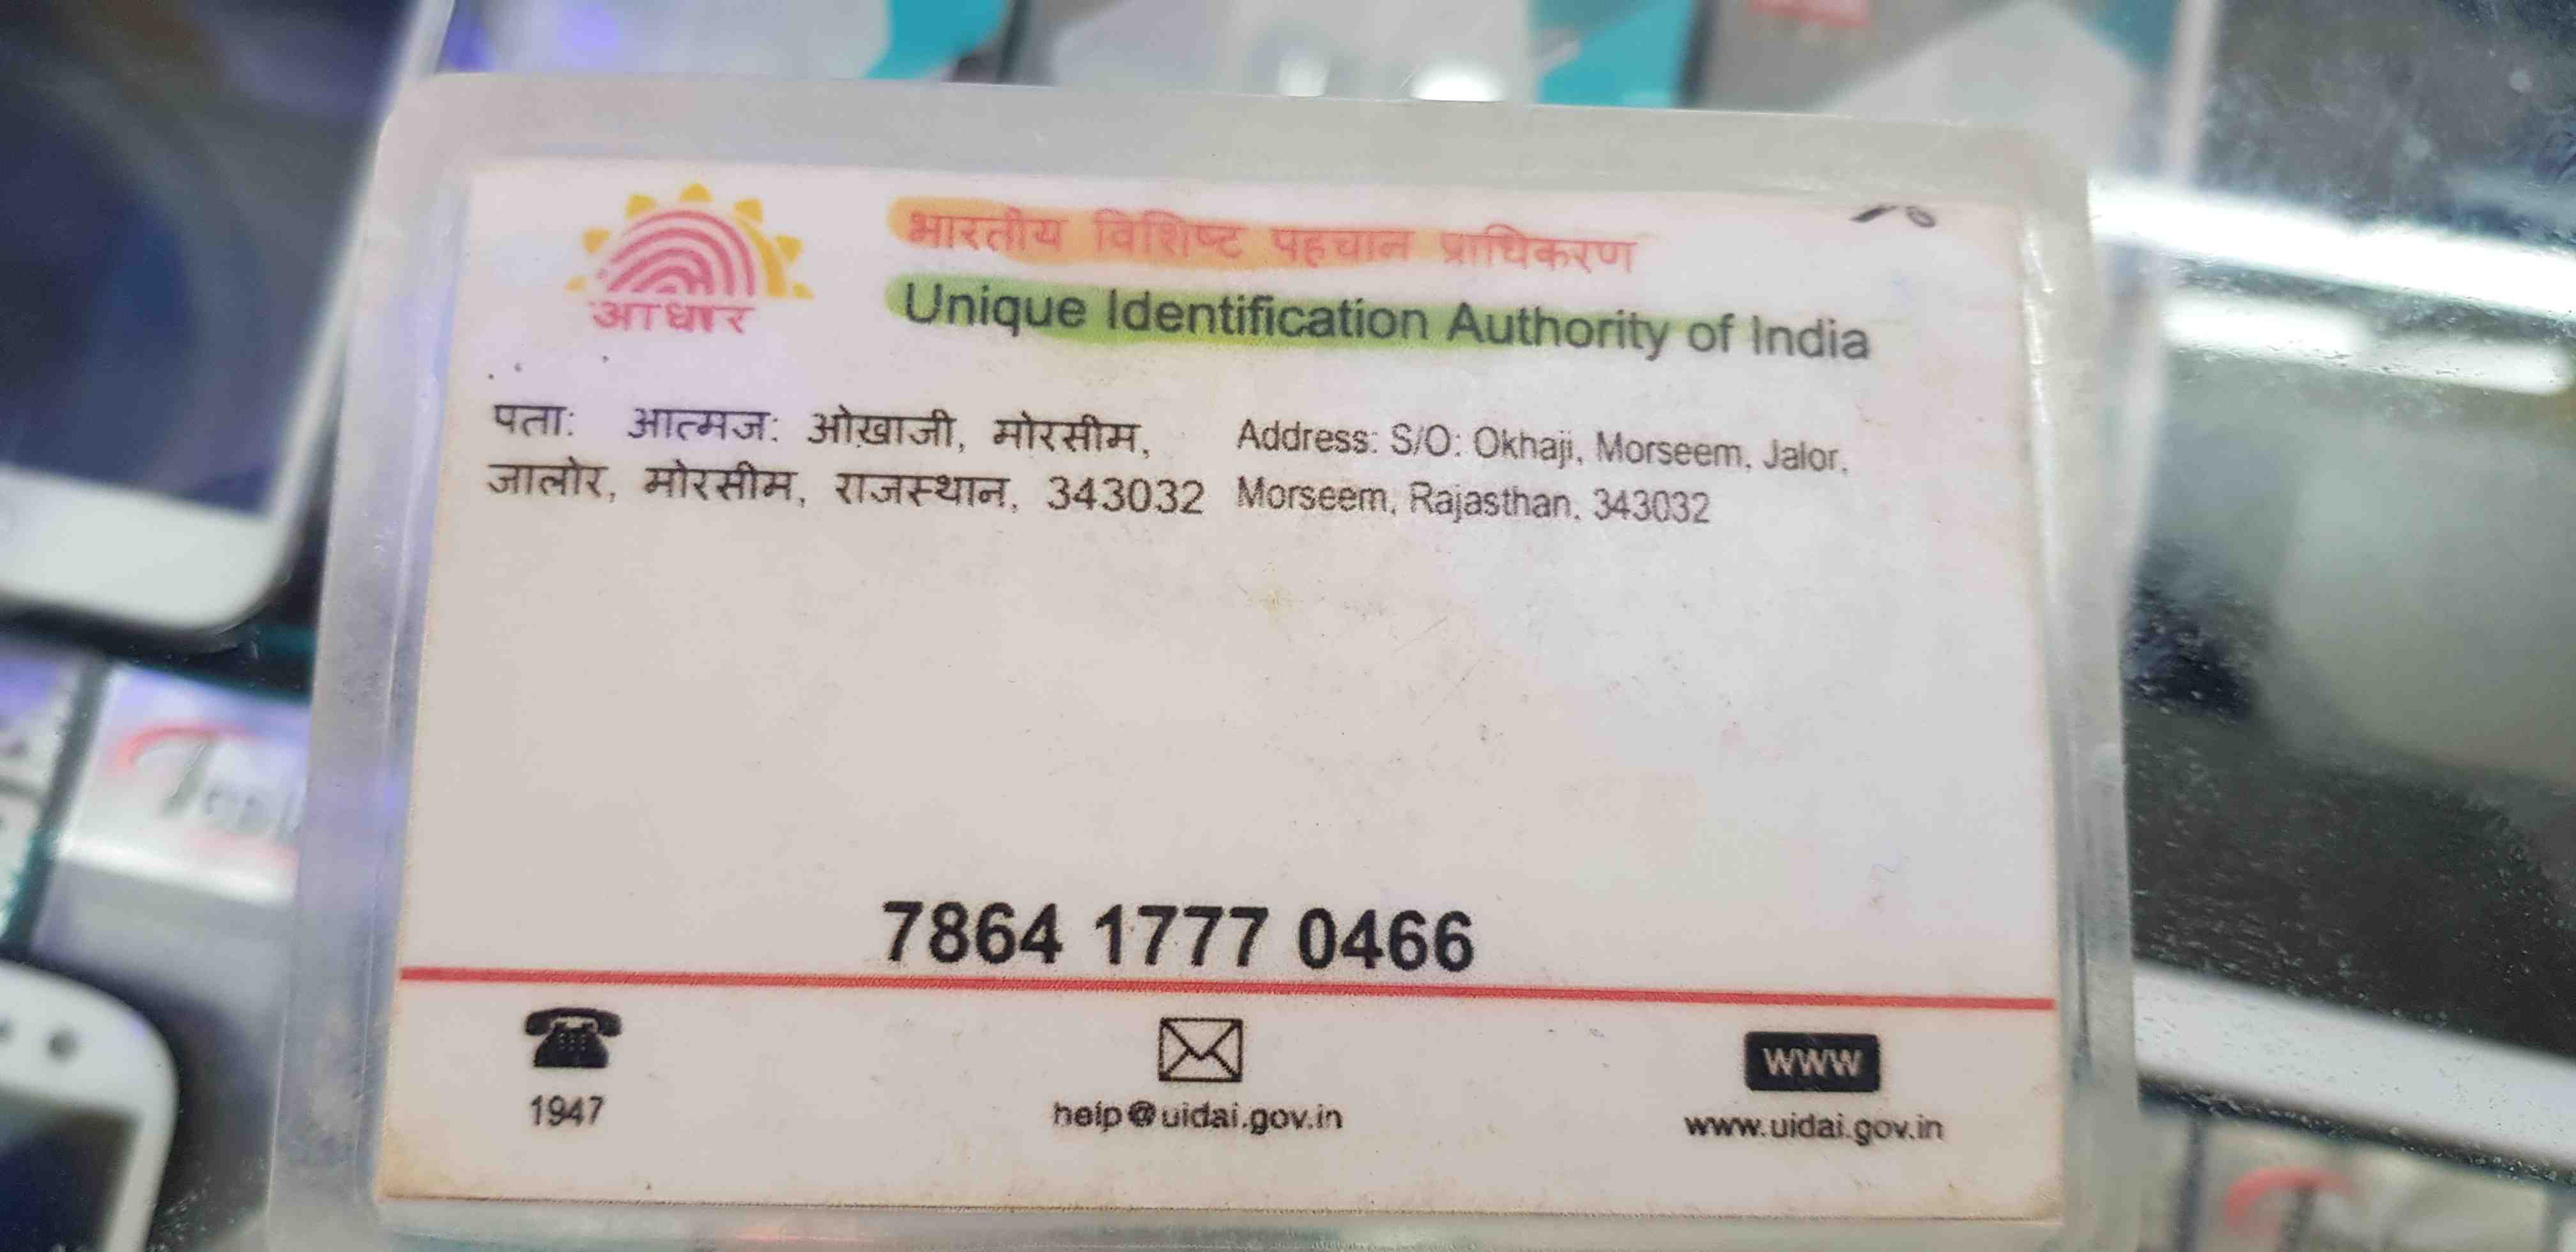 आधार
भारतीय विशिष्ट पहचान प्राधिकरण
Unique Identification Authority of India
पता: आत्मज: ओखाजी, मोरसीम,
जालोर, मोरसीम, राजस्थान, 343032
Address: S/O: Okhaji, Morseem, Jalor,
Morseem, Rajasthan, 343032
7864 1777 0466
1947
help@uidai.gov.in
WWW
www.uidai.gov.in